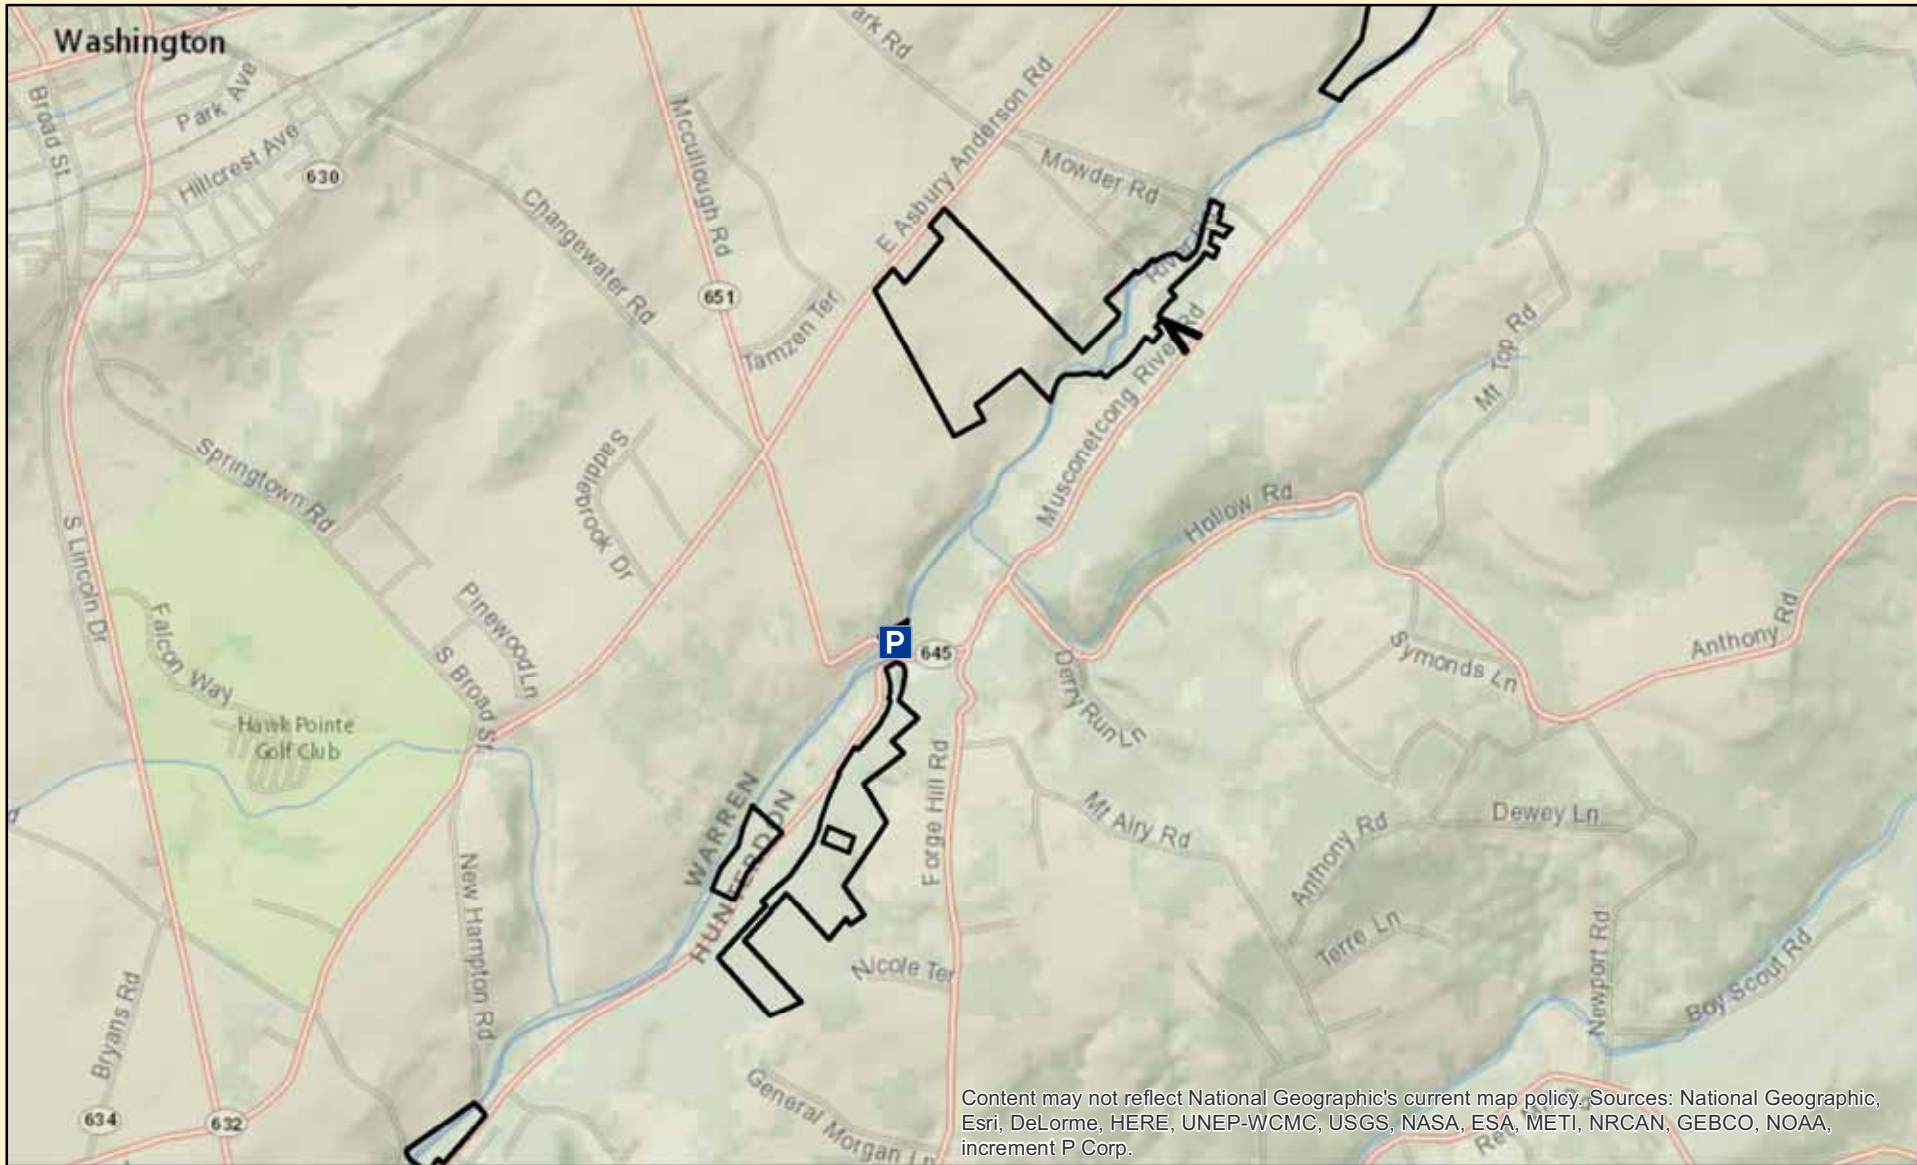 Washington
ark Rd
Broad St
Park Ave
Hillcrest Ave
630
Mccullough Rd
E Asbury Anderson Rd
Mowder Rd
Changewater Rd
651
Tamzen Ter
Musconetcong River Rd
Mt Top Rd
Springtown Rd
Saddlebrook Dr
Hollow Rd
S Lincoln Dr
Falcon Way
Pinewood Ln
S Broad St
P
645
Derry Run Ln
Symonds Ln
Anthony Rd
Hawk Pointe
Golf Club
WARREN
HUNTERDON
Forge Hill Rd
Mt Airy Rd
Dewey Ln
Anthony Rd
New Hampton Rd
Nicole Ter
Terre Ln
Newport Rd
Boy Scout Rd
Bryans Rd
634
632
General Morgan Ln
Content may not reflect National Geographic's current map policy. Sources: National Geographic,
Esri, DeLorme, HERE, UNEP-WCMC, USGS, NASA, ESA, METI, NRCAN, GEBCO, NOAA,
increment P Corp.